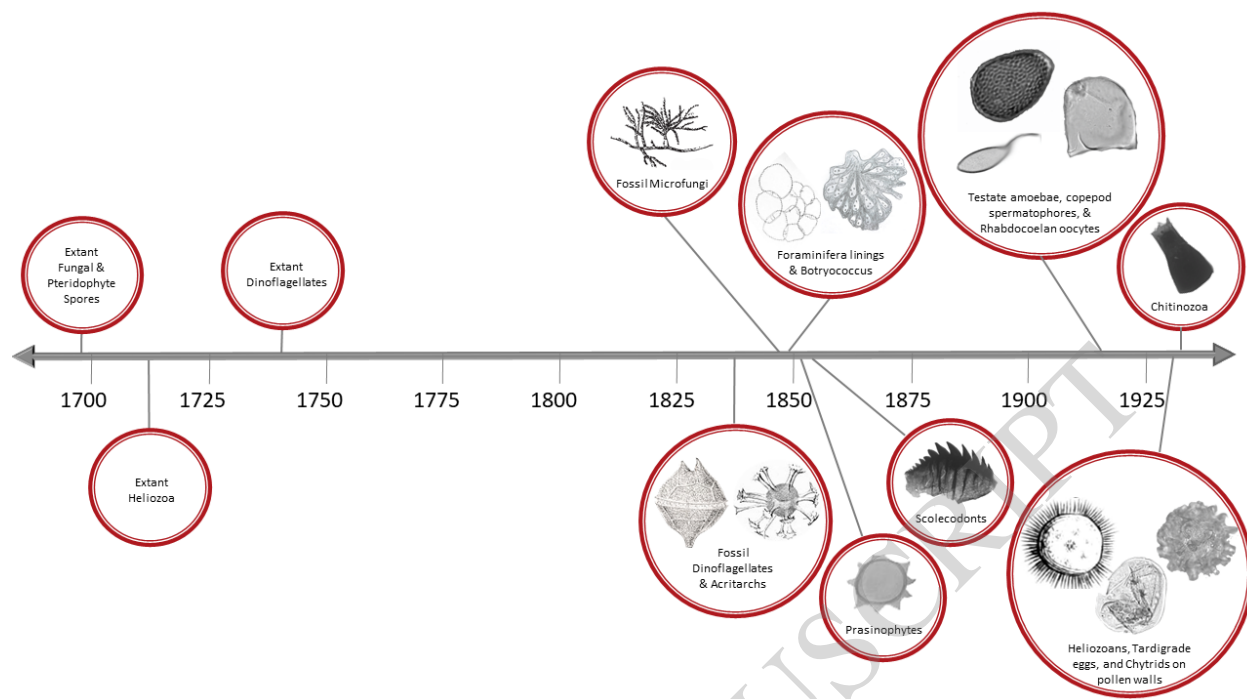 Fossil Microfungi
Foraminifera linings
& Botryococcus
Testate amoebae, copepod
spermatophores, &
Rhabdocoelan oocytes
Chitinozoa
Extant
Fungal &
Pteridophyte
Spores
Extant
Dinoflagellates
1700
1725
1750
1775
1800
1825
1850
1875
1900
1925
Extant
Heliozoa
Fossil
Dinoflagellates
& Acritarchs
Prasinophytes
Scolecodonts
Heliozoans, Tardigrade
eggs, and Chytrids on
pollen walls
USCRIPT